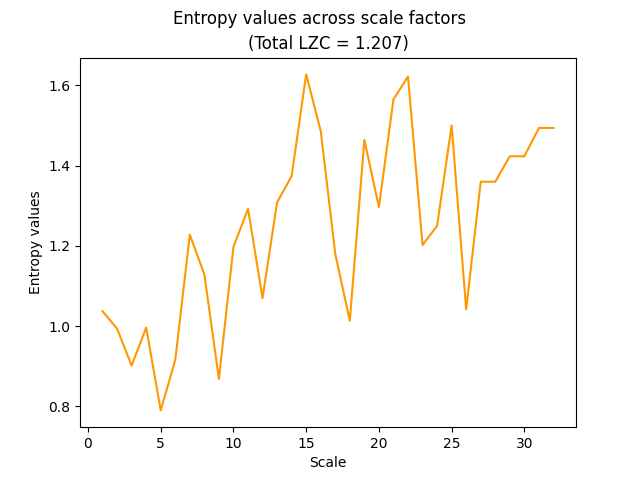 Entropy values across scale factors
(Total LZC = 1.207)
1.6
1.4
1.2
1.0
0.8
Entropy values
0 5 10 15 20 25 30
Scale